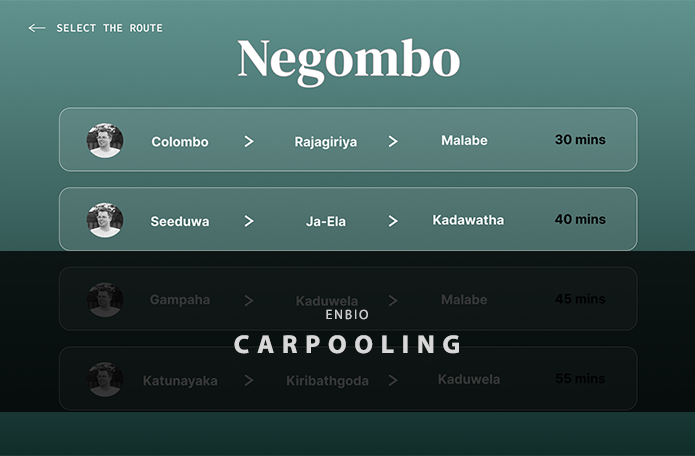 SELECT THE ROUTE
Negombo
Colombo > Rajagiriya > Malabe 30 mins
Seeduwa > Ja-Ela > Kadawatha 40 mins
Gampaha > Kaduwela > Malabe 45 mins
ENBIO
CARPOOLING
Katunayaka > Kiribathgoda > Kaduwela 55 mins